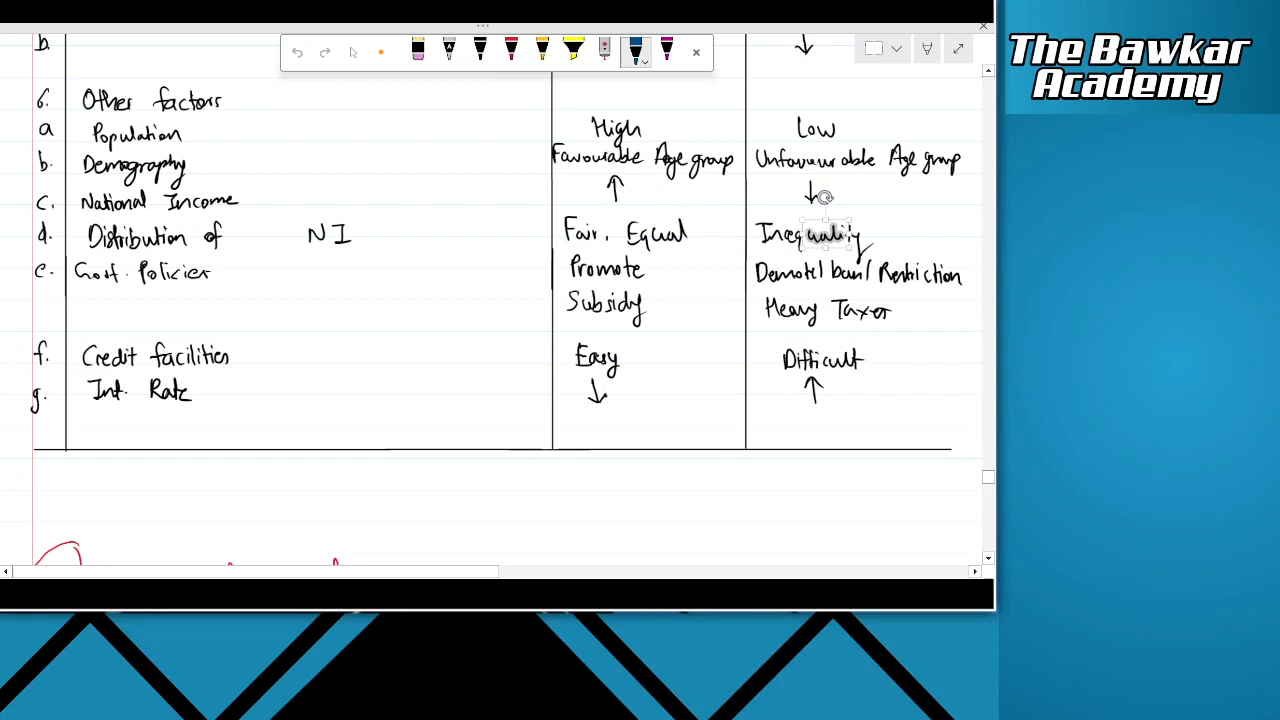 The Bawkar
Academy
b
6. Other factors
a Population High Low
b. Demography Favourable Age group Unfavourable Age group
c. National Income ↑ ↓
d. Distribution of NI Fair, Equal Inequality
e. Govt. Policies Promote Demote/ ban/ Restriction
Subsidy Heavy Taxes
f. Credit facilities Easy Difficult
g. Int. Rate ↓ ↑